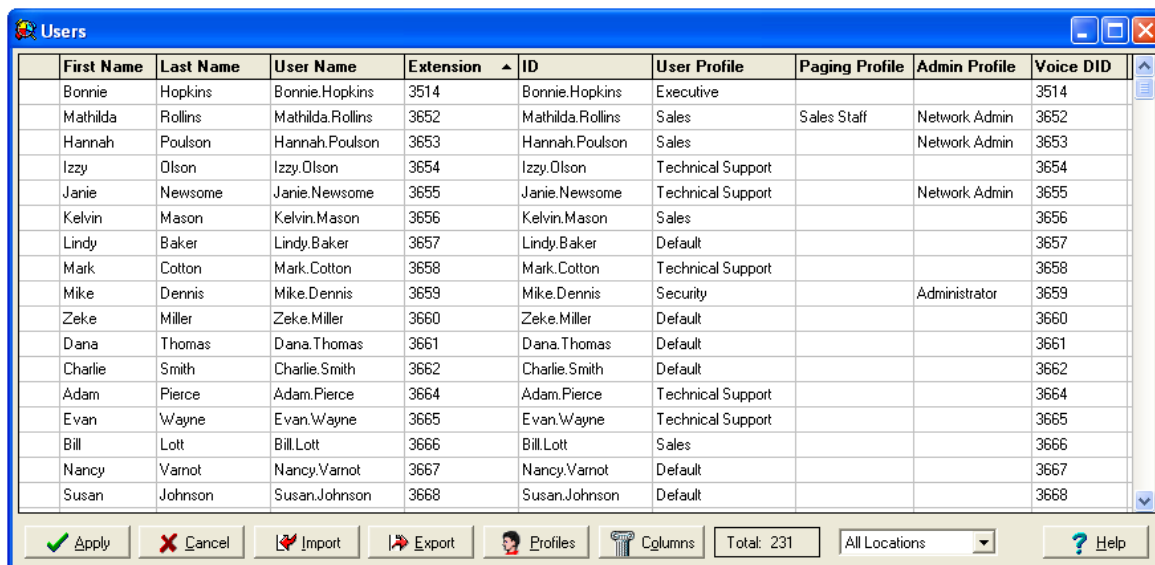 Users
First Name Last Name User Name Extension ID User Profile Paging Profile Admin Profile Voice DID
Bonnie Hopkins Bonnie.Hopkins 3514 Bonnie.Hopkins Executive 3514
Mathilda Rollins Mathilda.Rollins 3652 Mathilda.Rollins Sales Sales Staff Network Admin 3652
Hannah Poulson Hannah.Poulson 3653 Hannah.Poulson Sales Network Admin 3653
Izzy Olson Izzy.Olson 3654 Izzy.Olson Technical Support 3654
Janie Newsome Janie.Newsome 3655 Janie.Newsome Technical Support Network Admin 3655
Kelvin Mason Kelvin.Mason 3656 Kelvin.Mason Sales 3656
Lindy Baker Lindy.Baker 3657 Lindy.Baker Default 3657
Mark Cotton Mark.Cotton 3658 Mark.Cotton Technical Support 3658
Mike Dennis Mike.Dennis 3659 Mike.Dennis Security Administrator 3659
Zeke Miller Zeke.Miller 3660 Zeke.Miller Default 3660
Dana Thomas Dana.Thomas 3661 Dana.Thomas Default 3661
Charlie Smith Charlie.Smith 3662 Charlie.Smith Default 3662
Adam Pierce Adam.Pierce 3664 Adam.Pierce Technical Support 3664
Evan Wayne Evan.Wayne 3665 Evan.Wayne Technical Support 3665
Bill Lott Bill.Lott 3666 Bill.Lott Sales 3666
Nancy Varnot Nancy.Varnot 3667 Nancy.Varnot Default 3667
Susan Johnson Susan.Johnson 3668 Susan.Johnson Default 3668
Apply Cancel Import Export Profiles Columns Total: 231 All Locations Help